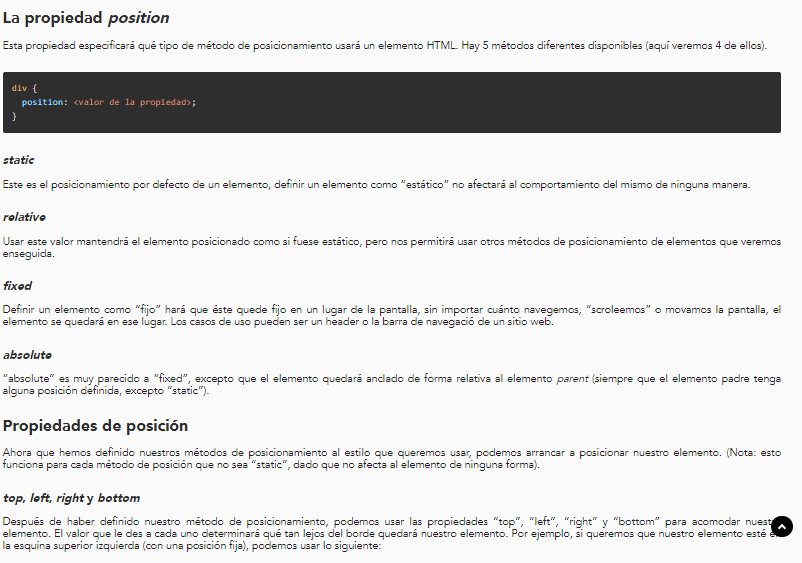 La propiedad position
Esta propiedad especificará qué tipo de método de posicionamiento usará un elemento HTML. Hay 5 métodos diferentes disponibles (aquí veremos 4 de ellos).
div {
  position: <valor de la propiedad>;
}
static
Este es el posicionamiento por defecto de un elemento, definir un elemento como “estático” no afectará al comportamiento del mismo de ninguna manera.
relative
Usar este valor mantendrá el elemento posicionado como si fuese estático, pero nos permitirá usar otros métodos de posicionamiento de elementos que veremos
enseguida.
fixed
Definir un elemento como “fijo” hará que éste quede fijo en un lugar de la pantalla, sin importar cuánto navegemos, “scroleemos” o movamos la pantalla, el
elemento se quedará en ese lugar. Los casos de uso pueden ser un header o la barra de navegació de un sitio web.
absolute
“absolute” es muy parecido a “fixed”, excepto que el elemento quedará anclado de forma relativa al elemento parent (siempre que el elemento padre tenga
alguna posición definida, excepto “static”).
Propiedades de posición
Ahora que hemos definido nuestros métodos de posicionamiento al estilo que queremos usar, podemos arrancar a posicionar nuestro elemento. (Nota: esto
funciona para cada método de posición que no sea “static”, dado que no afecta al elemento de ninguna forma).
top, left, right y bottom
Después de haber definido nuestro método de posicionamiento, podemos usar las propiedades “top”, “left”, “right” y “bottom” para acomodar nuestro
elemento. El valor que le des a cada uno determinará qué tan lejos del borde quedará nuestro elemento. Por ejemplo, si queremos que nuestro elemento esté en
la esquina superior izquierda (con una posición fija), podemos usar lo siguiente: